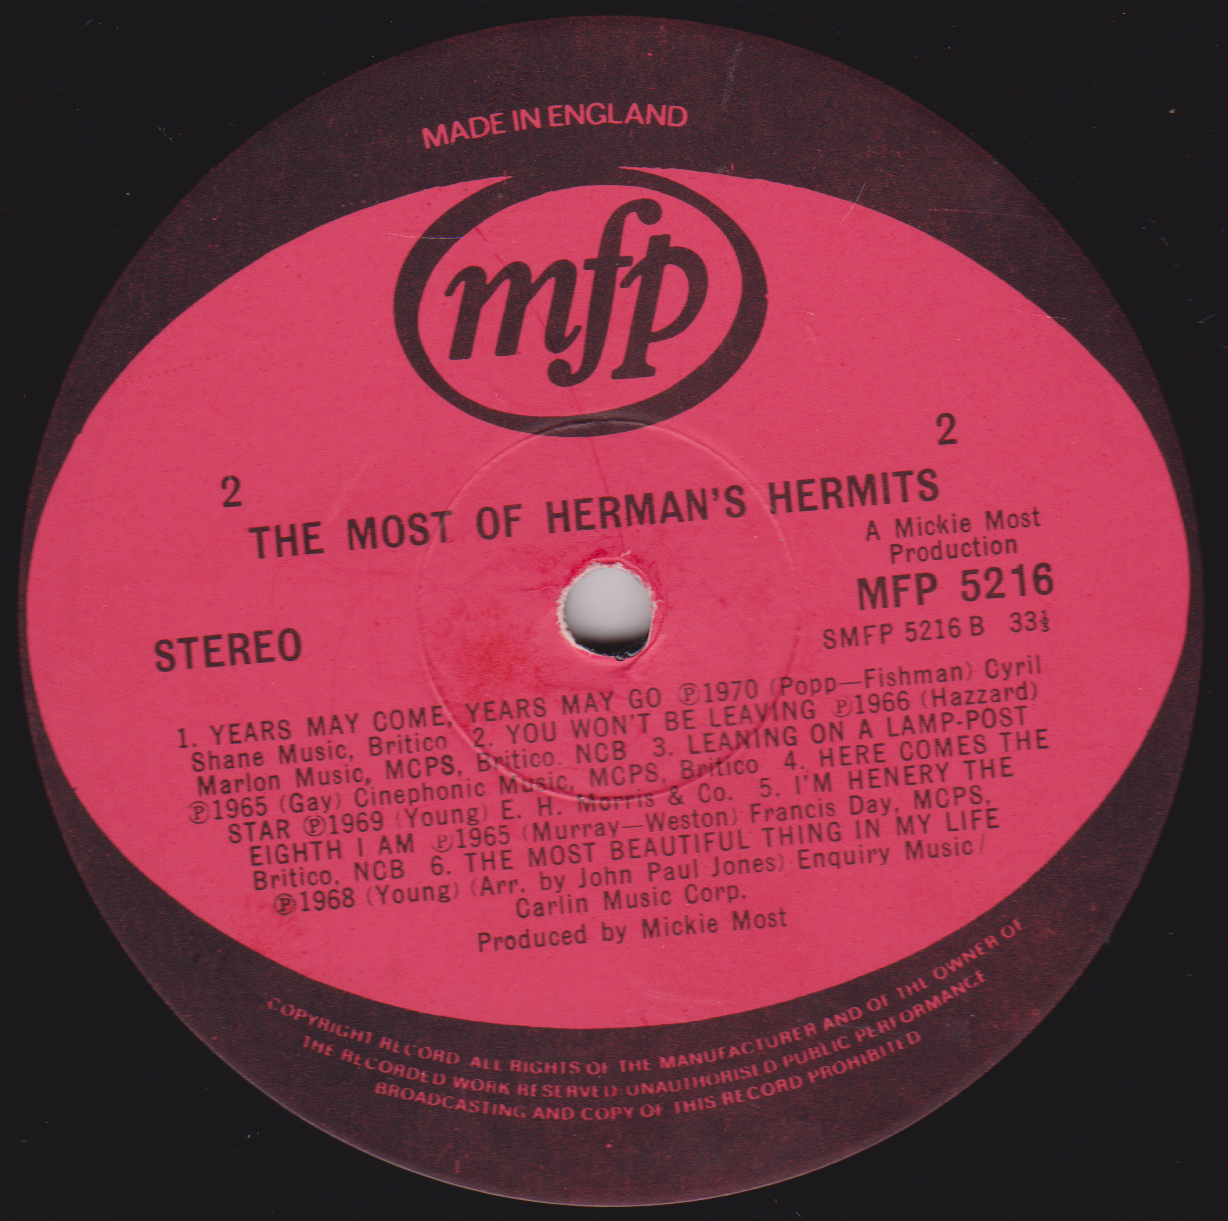 MADE IN ENGLAND
mfp
2
2
THE MOST OF HERMAN'S HERMITS
A Mickie Most
Production
MFP 5216
STEREO
SMFP 5216 B 33⅓
1. YEARS MAY COME, YEARS MAY GO ℗1970 (Popp—Fishman) Cyril
Shane Music, Britico 2. YOU WON'T BE LEAVING ℗1966 (Hazzard)
Marlon Music, MCPS, Britico. NCB 3. LEANING ON A LAMP-POST
℗1965 (Gay) Cinephonic Music, MCPS, Britico 4. HERE COMES THE
STAR ℗1969 (Young) E. H. Morris & Co. 5. I'M HENERY THE
EIGHTH I AM ℗1965 (Murray—Weston) Francis Day, MCPS,
Britico, NCB 6. THE MOST BEAUTIFUL THING IN MY LIFE
℗1968 (Young) (Arr. by John Paul Jones) Enquiry Music/
Carlin Music Corp.
Produced by Mickie Most
COPYRIGHT RECORD ALL RIGHTS OF THE MANUFACTURER AND OF THE OWNER OF
THE RECORDED WORK RESERVED UNAUTHORISED PUBLIC PERFORMANCE
BROADCASTING AND COPY OF THIS RECORD PROHIBITED